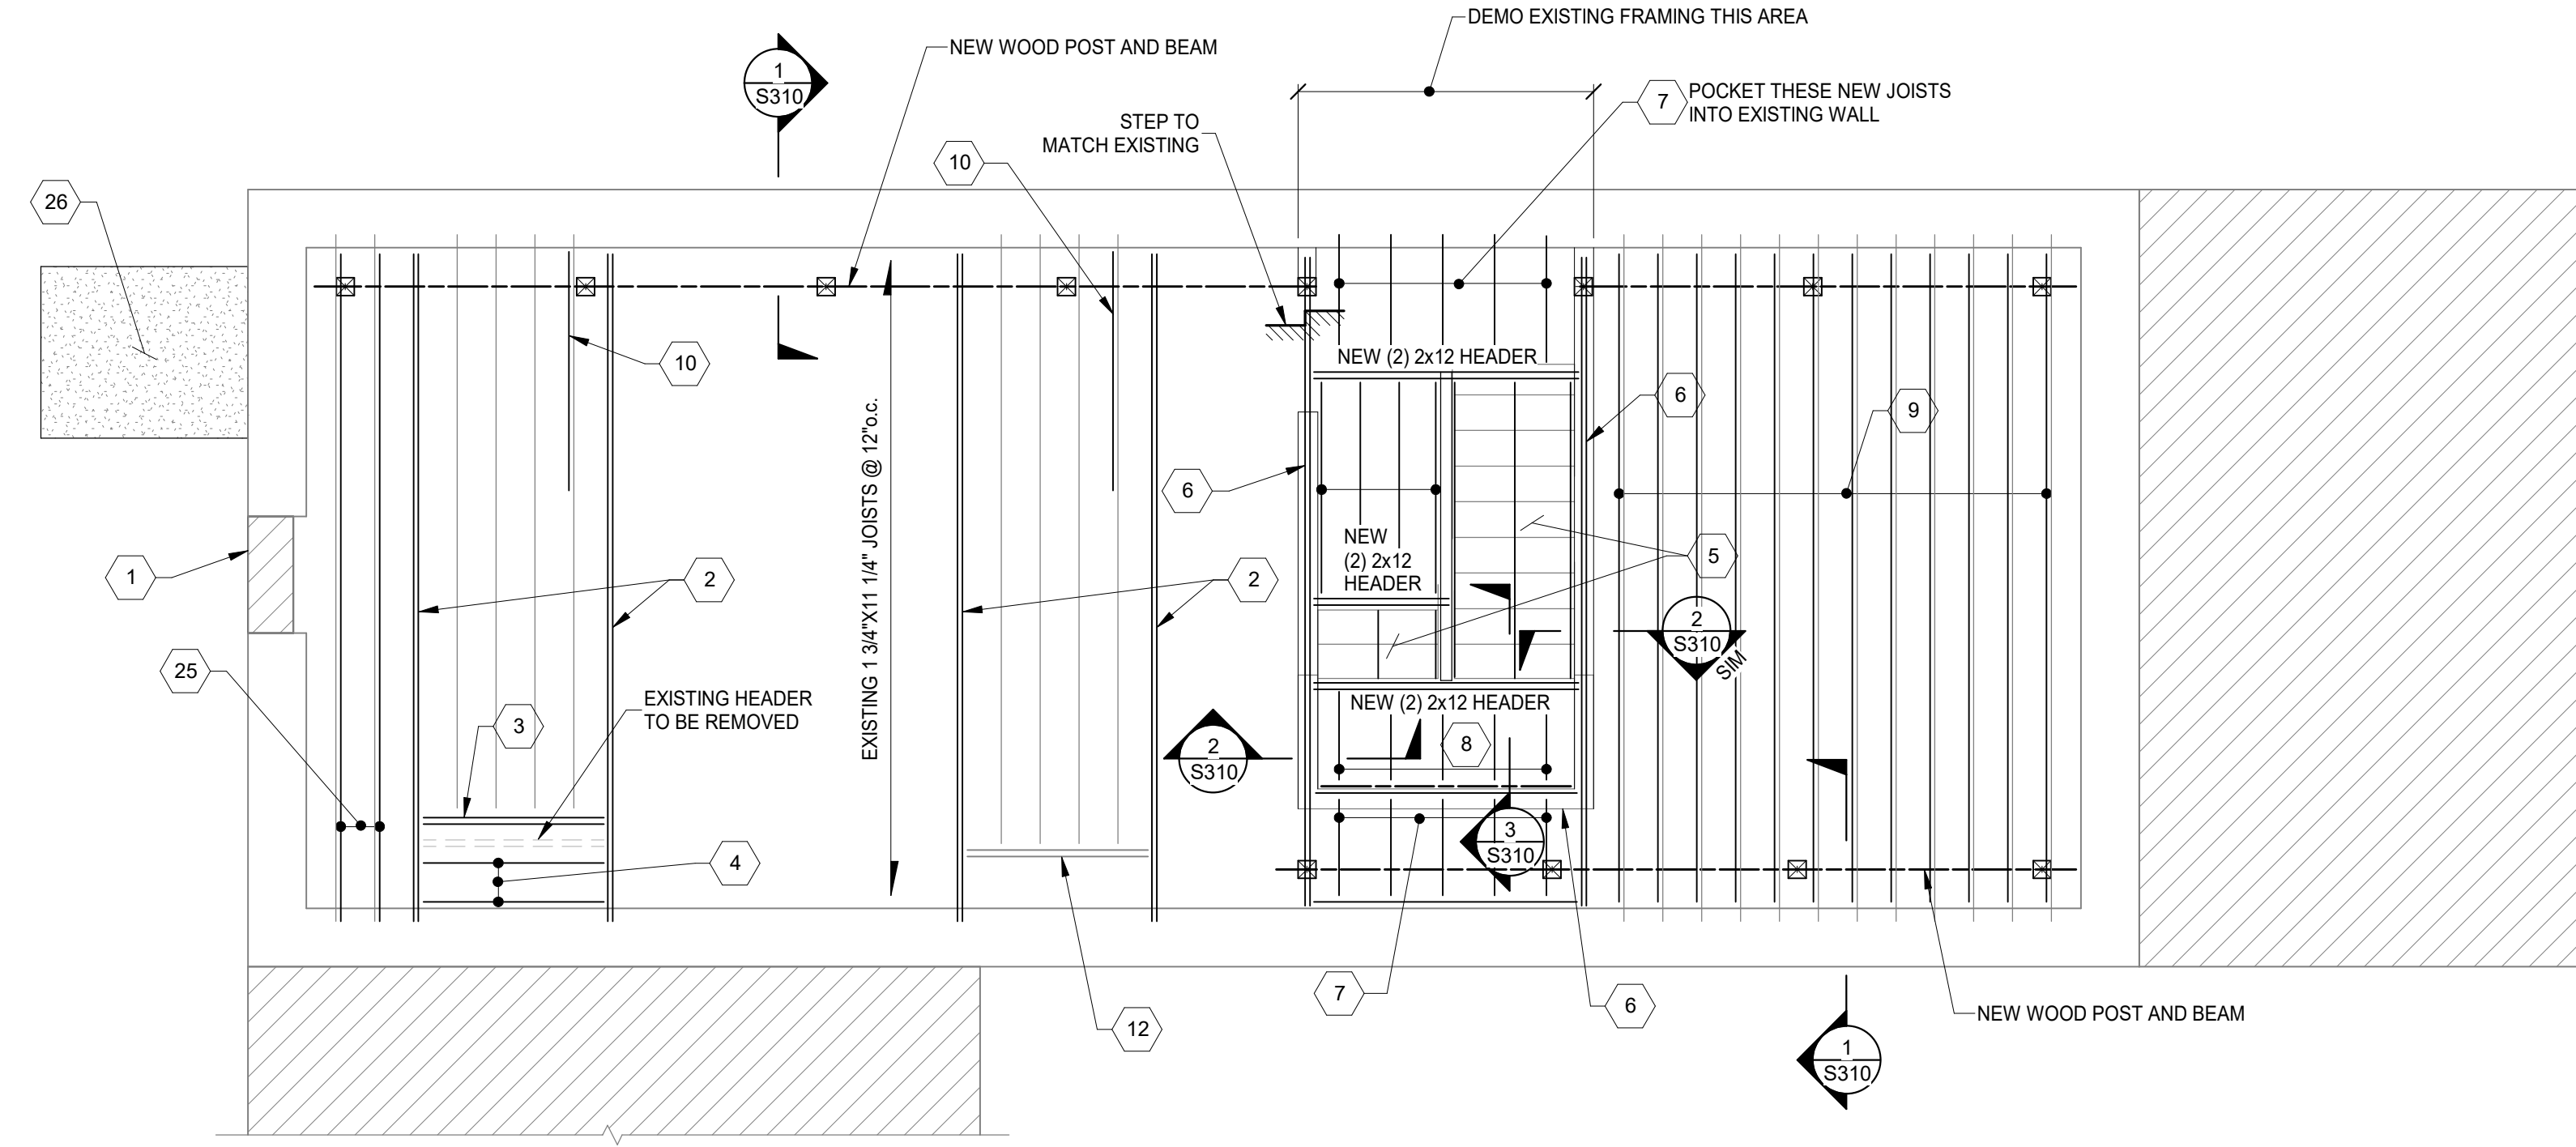 DEMO EXISTING FRAMING THIS AREA
NEW WOOD POST AND BEAM
1
S310
7
POCKET THESE NEW JOISTS
INTO EXISTING WALL
STEP TO
MATCH EXISTING
10
26
NEW (2) 2x12 HEADER
10
6
9
EXISTING 1 3/4"X11 1/4" JOISTS @ 12"o.c.
6
NEW
(2) 2x12
HEADER
5
1
2
2
2
S310
SIM
25
EXISTING HEADER
TO BE REMOVED
3
NEW (2) 2x12 HEADER
8
2
S310
3
S310
4
7
6
12
NEW WOOD POST AND BEAM
1
S310